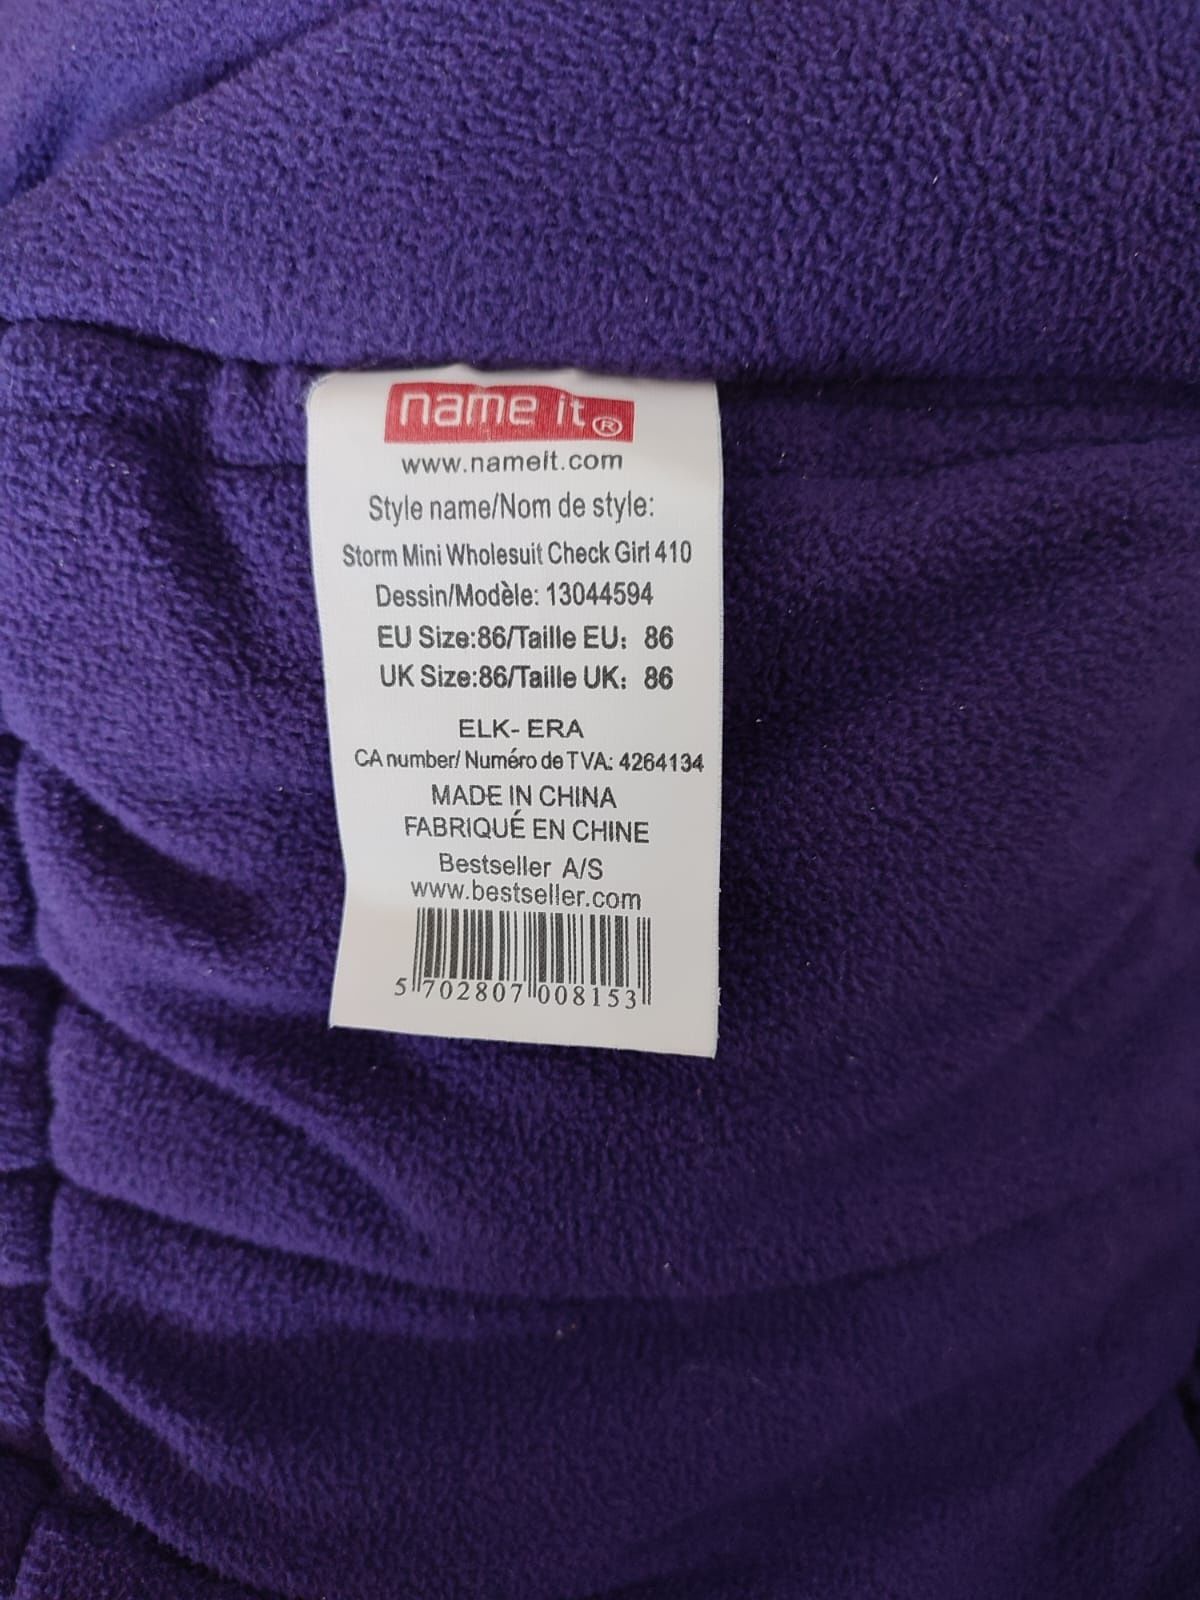 name it ®
www.nameit.com
Style name/Nom de style:
Storm Mini Wholesuit Check Girl 410
Dessin/Modèle: 13044594
EU Size:86/Taille EU: 86
UK Size:86/Taille UK: 86
ELK- ERA
CA number/ Numéro de TVA: 4264134
MADE IN CHINA
FABRIQUÉ EN CHINE
Bestseller A/S
www.bestseller.com
5 702807 008153